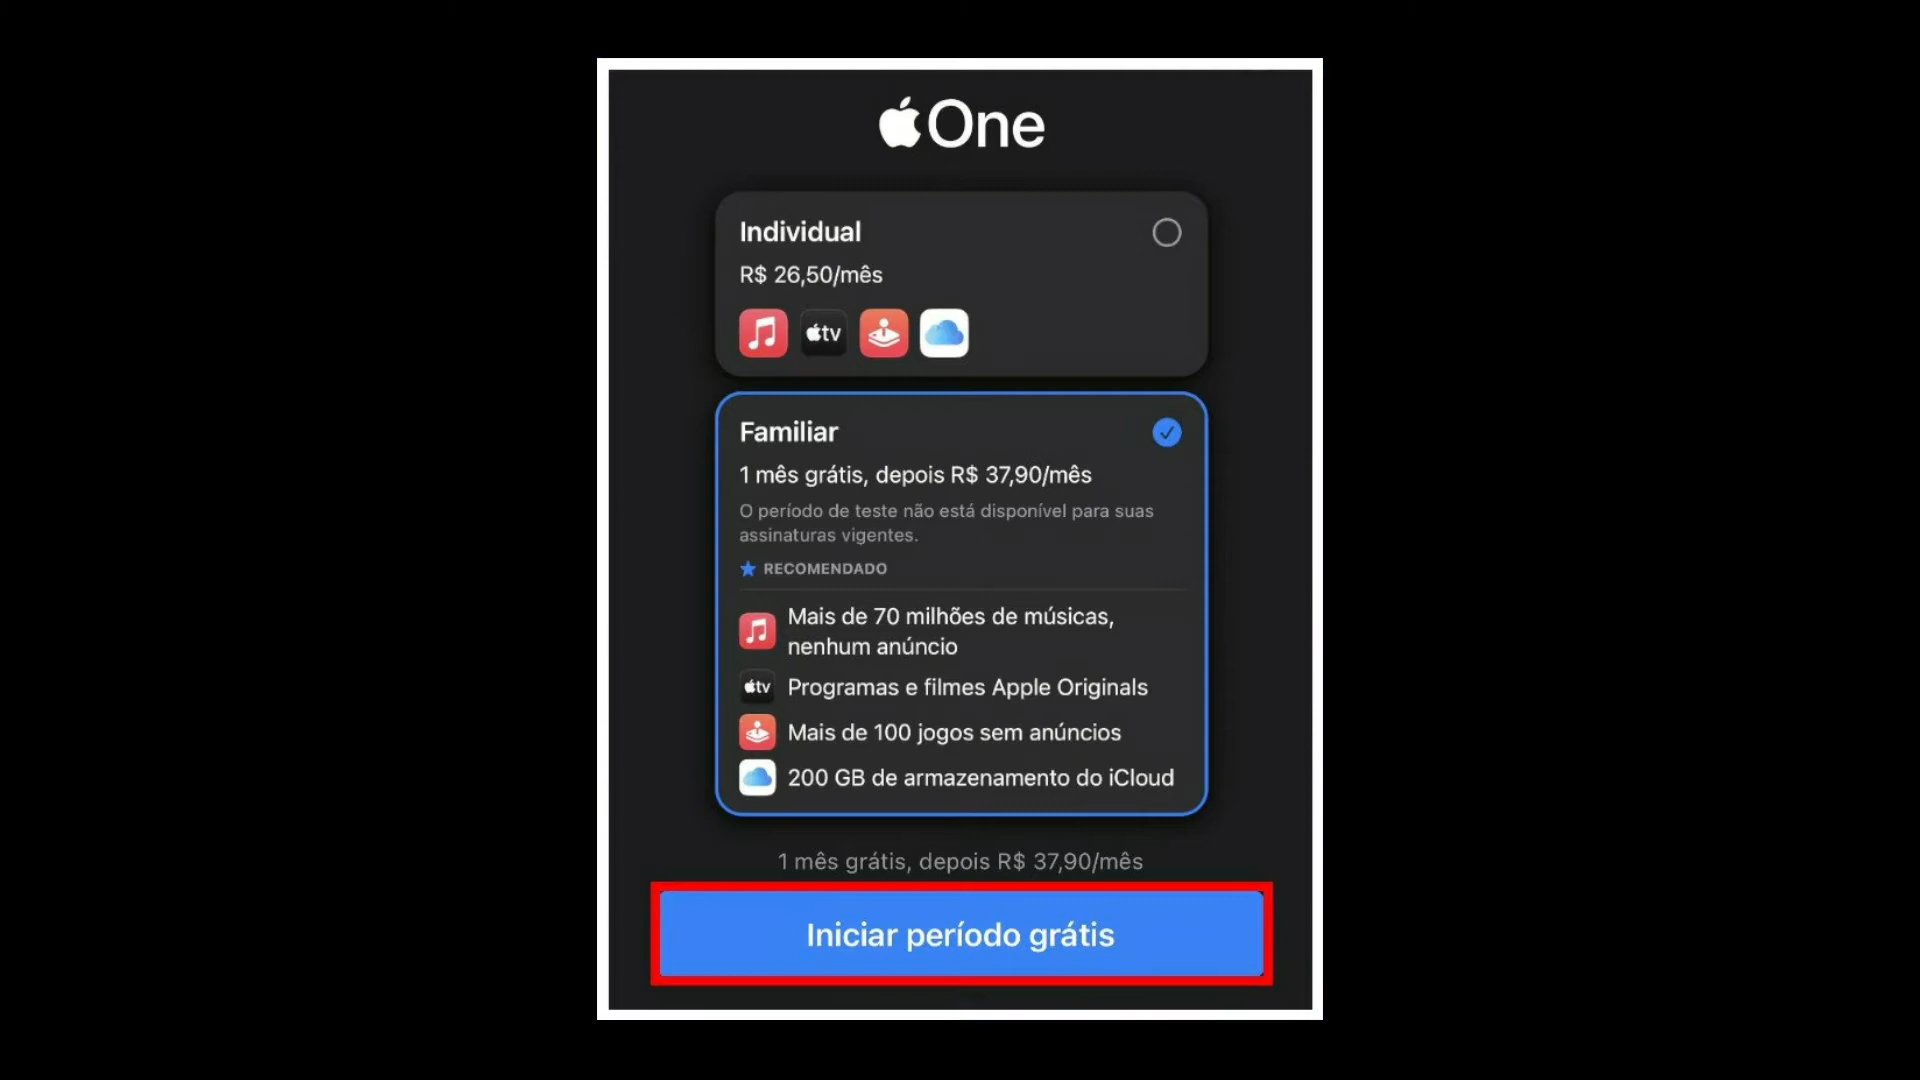 One
Individual
R$ 26,50/mês
tv
Familiar
1 mês grátis, depois R$ 37,90/mês
O período de teste não está disponível para suas
assinaturas vigentes.
RECOMENDADO
Mais de 70 milhões de músicas,
nenhum anúncio
tv
Programas e filmes Apple Originals
Mais de 100 jogos sem anúncios
200 GB de armazenamento do iCloud
1 mês grátis, depois R$ 37,90/mês
Iniciar período grátis